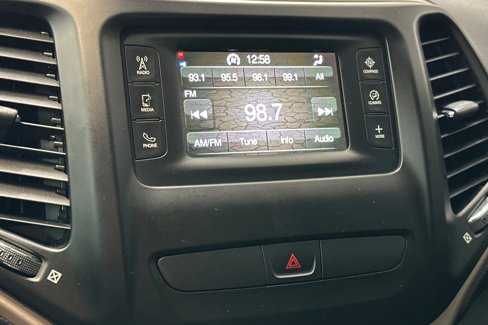 12:58
RADIO
93.1 95.5 98.1 99.1 All
COMPASS
FM
MEDIA
98.7
CLIMATE
PHONE
AM/FM Tune Info Audio
MORE